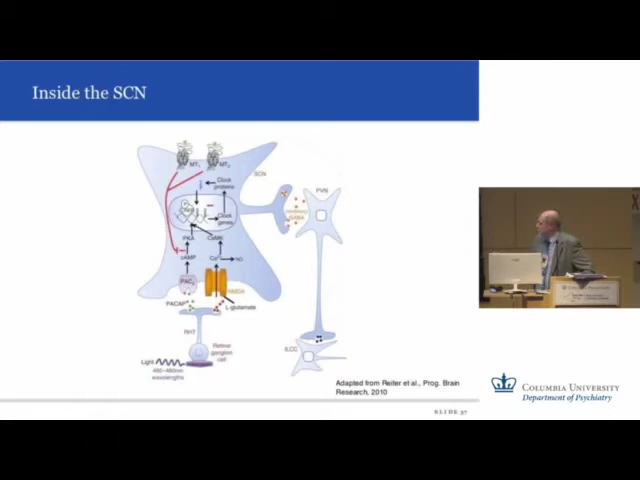 Inside the SCN
MT1
MT2
Clock
proteins
SCN
PVN
GABA
Clock
genes
PKA
CaMK
cAMP
Ca2+
NO
PAC1
NMDA
PACAP
L-glutamate
RHT
Retinal
ganglion
cell
ILCC
Light
460–480nm
wavelengths
Adapted from Reiter et al., Prog. Brain
Research, 2010
SLIDE 37
COLUMBIA UNIVERSITY
Department of Psychiatry